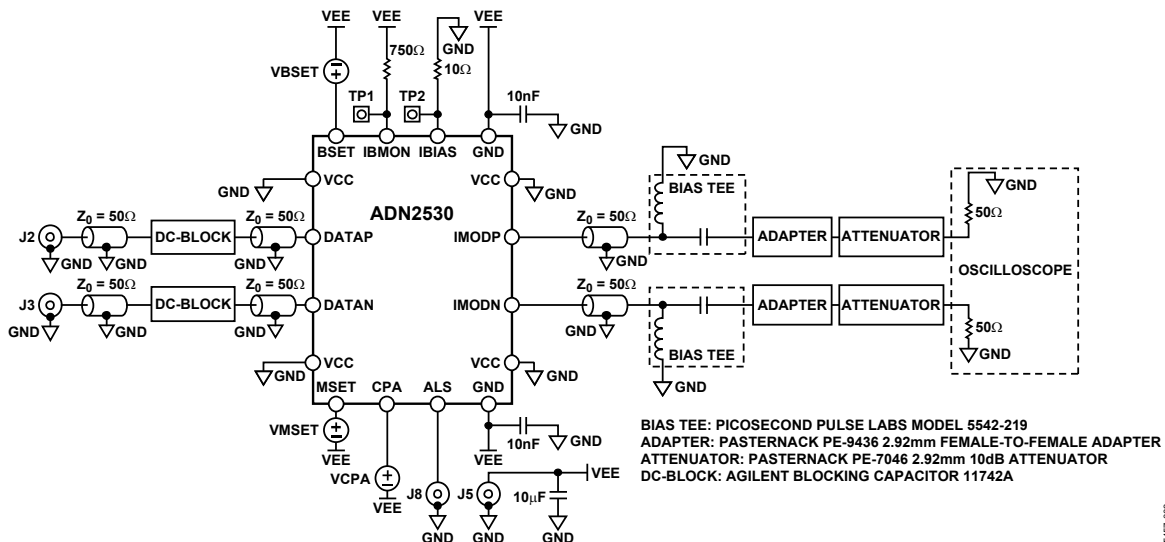 VEE VEE VEE
GND
750Ω
10Ω
VBSET
TP1 TP2
10nF
GND
BSET IBMON IBIAS GND
VCC VCC
GND GND
ADN2530
GND
BIAS TEE
GND
50Ω
Z0 = 50Ω Z0 = 50Ω Z0 = 50Ω
J2 DC-BLOCK DATAP IMODP ADAPTER ATTENUATOR
GND GND GND GND
OSCILLOSCOPE
Z0 = 50Ω Z0 = 50Ω Z0 = 50Ω
J3 DC-BLOCK DATAN IMODN ADAPTER ATTENUATOR
GND GND GND GND
50Ω
BIAS TEE
GND
GND
VCC VCC
GND GND
MSET CPA ALS GND
VMSET
VEE
10nF
GND
VEE
VCPA
VEE
J8 J5
10µF
VEE
GND GND GND
BIAS TEE: PICOSECOND PULSE LABS MODEL 5542-219
ADAPTER: PASTERNACK PE-9436 2.92mm FEMALE-TO-FEMALE ADAPTER
ATTENUATOR: PASTERNACK PE-7046 2.92mm 10dB ATTENUATOR
DC-BLOCK: AGILENT BLOCKING CAPACITOR 11742A